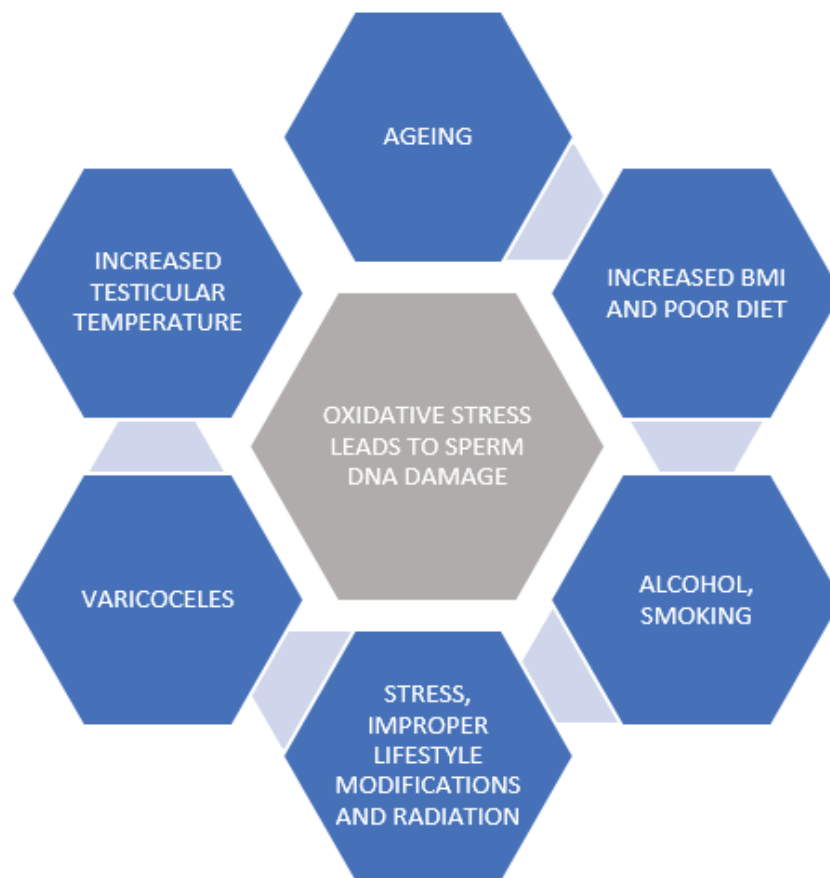 AGEING
INCREASED BMI
AND POOR DIET
ALCOHOL,
SMOKING
STRESS,
IMPROPER
LIFESTYLE
MODIFICATIONS
AND RADIATION
VARICOCELES
INCREASED
TESTICULAR
TEMPERATURE
OXIDATIVE STRESS
LEADS TO SPERM
DNA DAMAGE